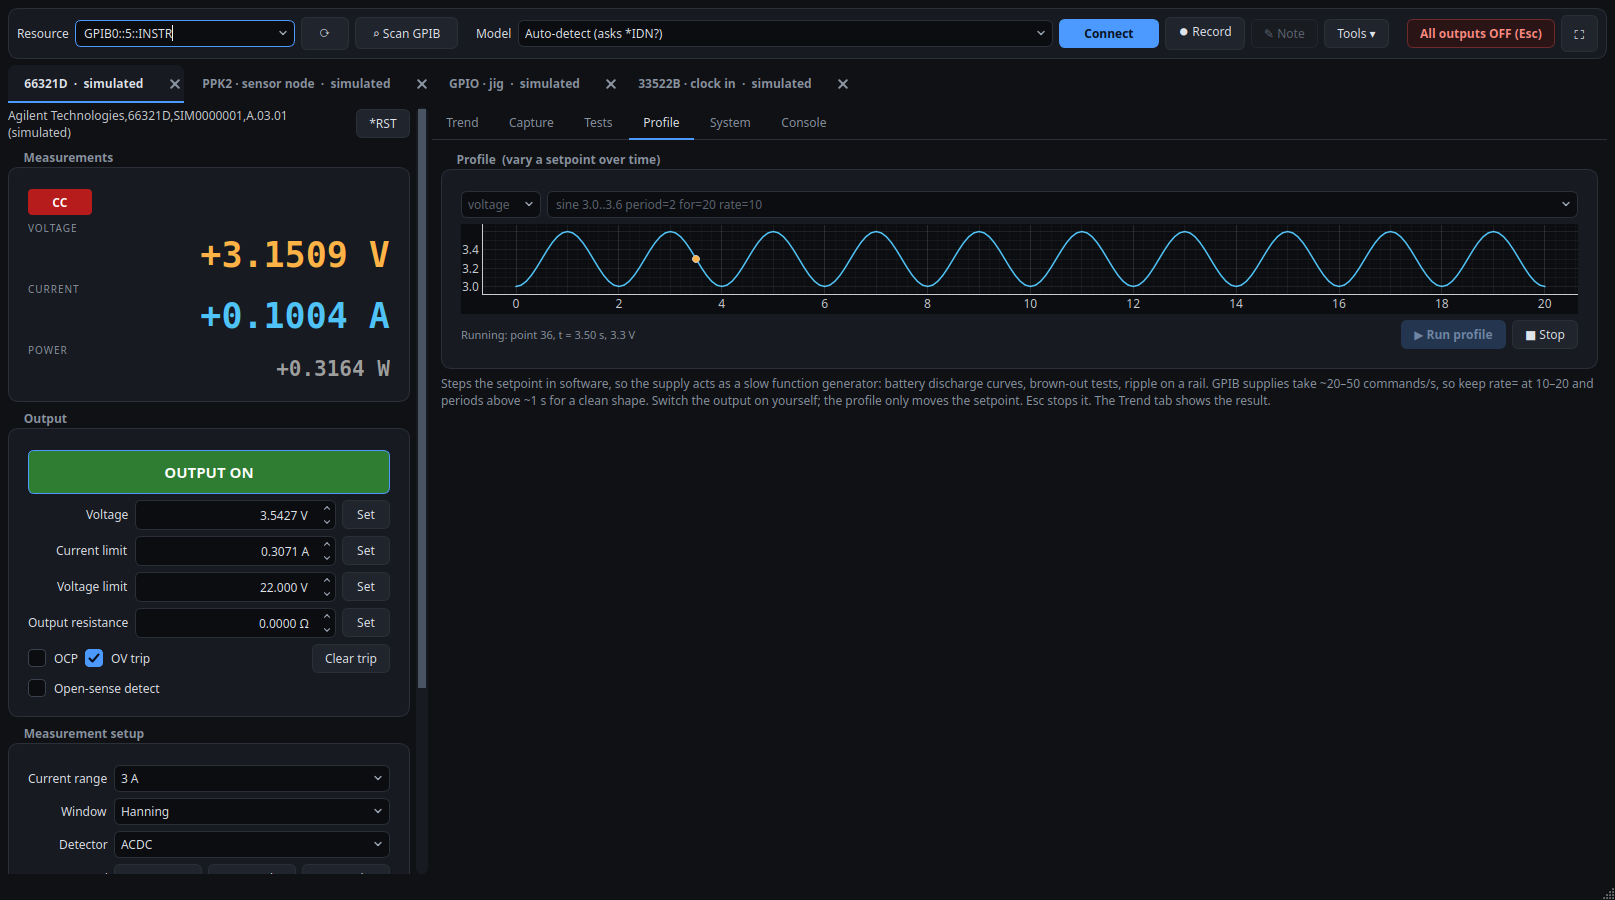 Resource GPIB0::5::INSTR ⟳ ⌕ Scan GPIB Model Auto-detect (asks *IDN?) Connect ● Record ✎ Note Tools ▾ All outputs OFF (Esc) ⛶
66321D · simulated ✕ PPK2 · sensor node · simulated ✕ GPIO · jig · simulated ✕ 33522B · clock in · simulated ✕
Agilent Technologies,66321D,SIM0000001,A.03.01
(simulated)
*RST
Measurements
CC
VOLTAGE
+3.1509 V
CURRENT
+0.1004 A
POWER
+0.3164 W
Output
OUTPUT ON
Voltage 3.5427 V Set
Current limit 0.3071 A Set
Voltage limit 22.000 V Set
Output resistance 0.0000 Ω Set
OCP OV trip Clear trip
Open-sense detect
Measurement setup
Current range 3 A
Window Hanning
Detector ACDC
Trend Capture Tests Profile System Console
Profile (vary a setpoint over time)
voltage sine 3.0..3.6 period=2 for=20 rate=10
3.4
3.2
3.0
0 2 4 6 8 10 12 14 16 18 20
Running: point 36, t = 3.50 s, 3.3 V ▶ Run profile ■ Stop
Steps the setpoint in software, so the supply acts as a slow function generator: battery discharge curves, brown-out tests, ripple on a rail. GPIB supplies take ~20–50 commands/s, so keep rate= at 10–20 and
periods above ~1 s for a clean shape. Switch the output on yourself; the profile only moves the setpoint. Esc stops it. The Trend tab shows the result.